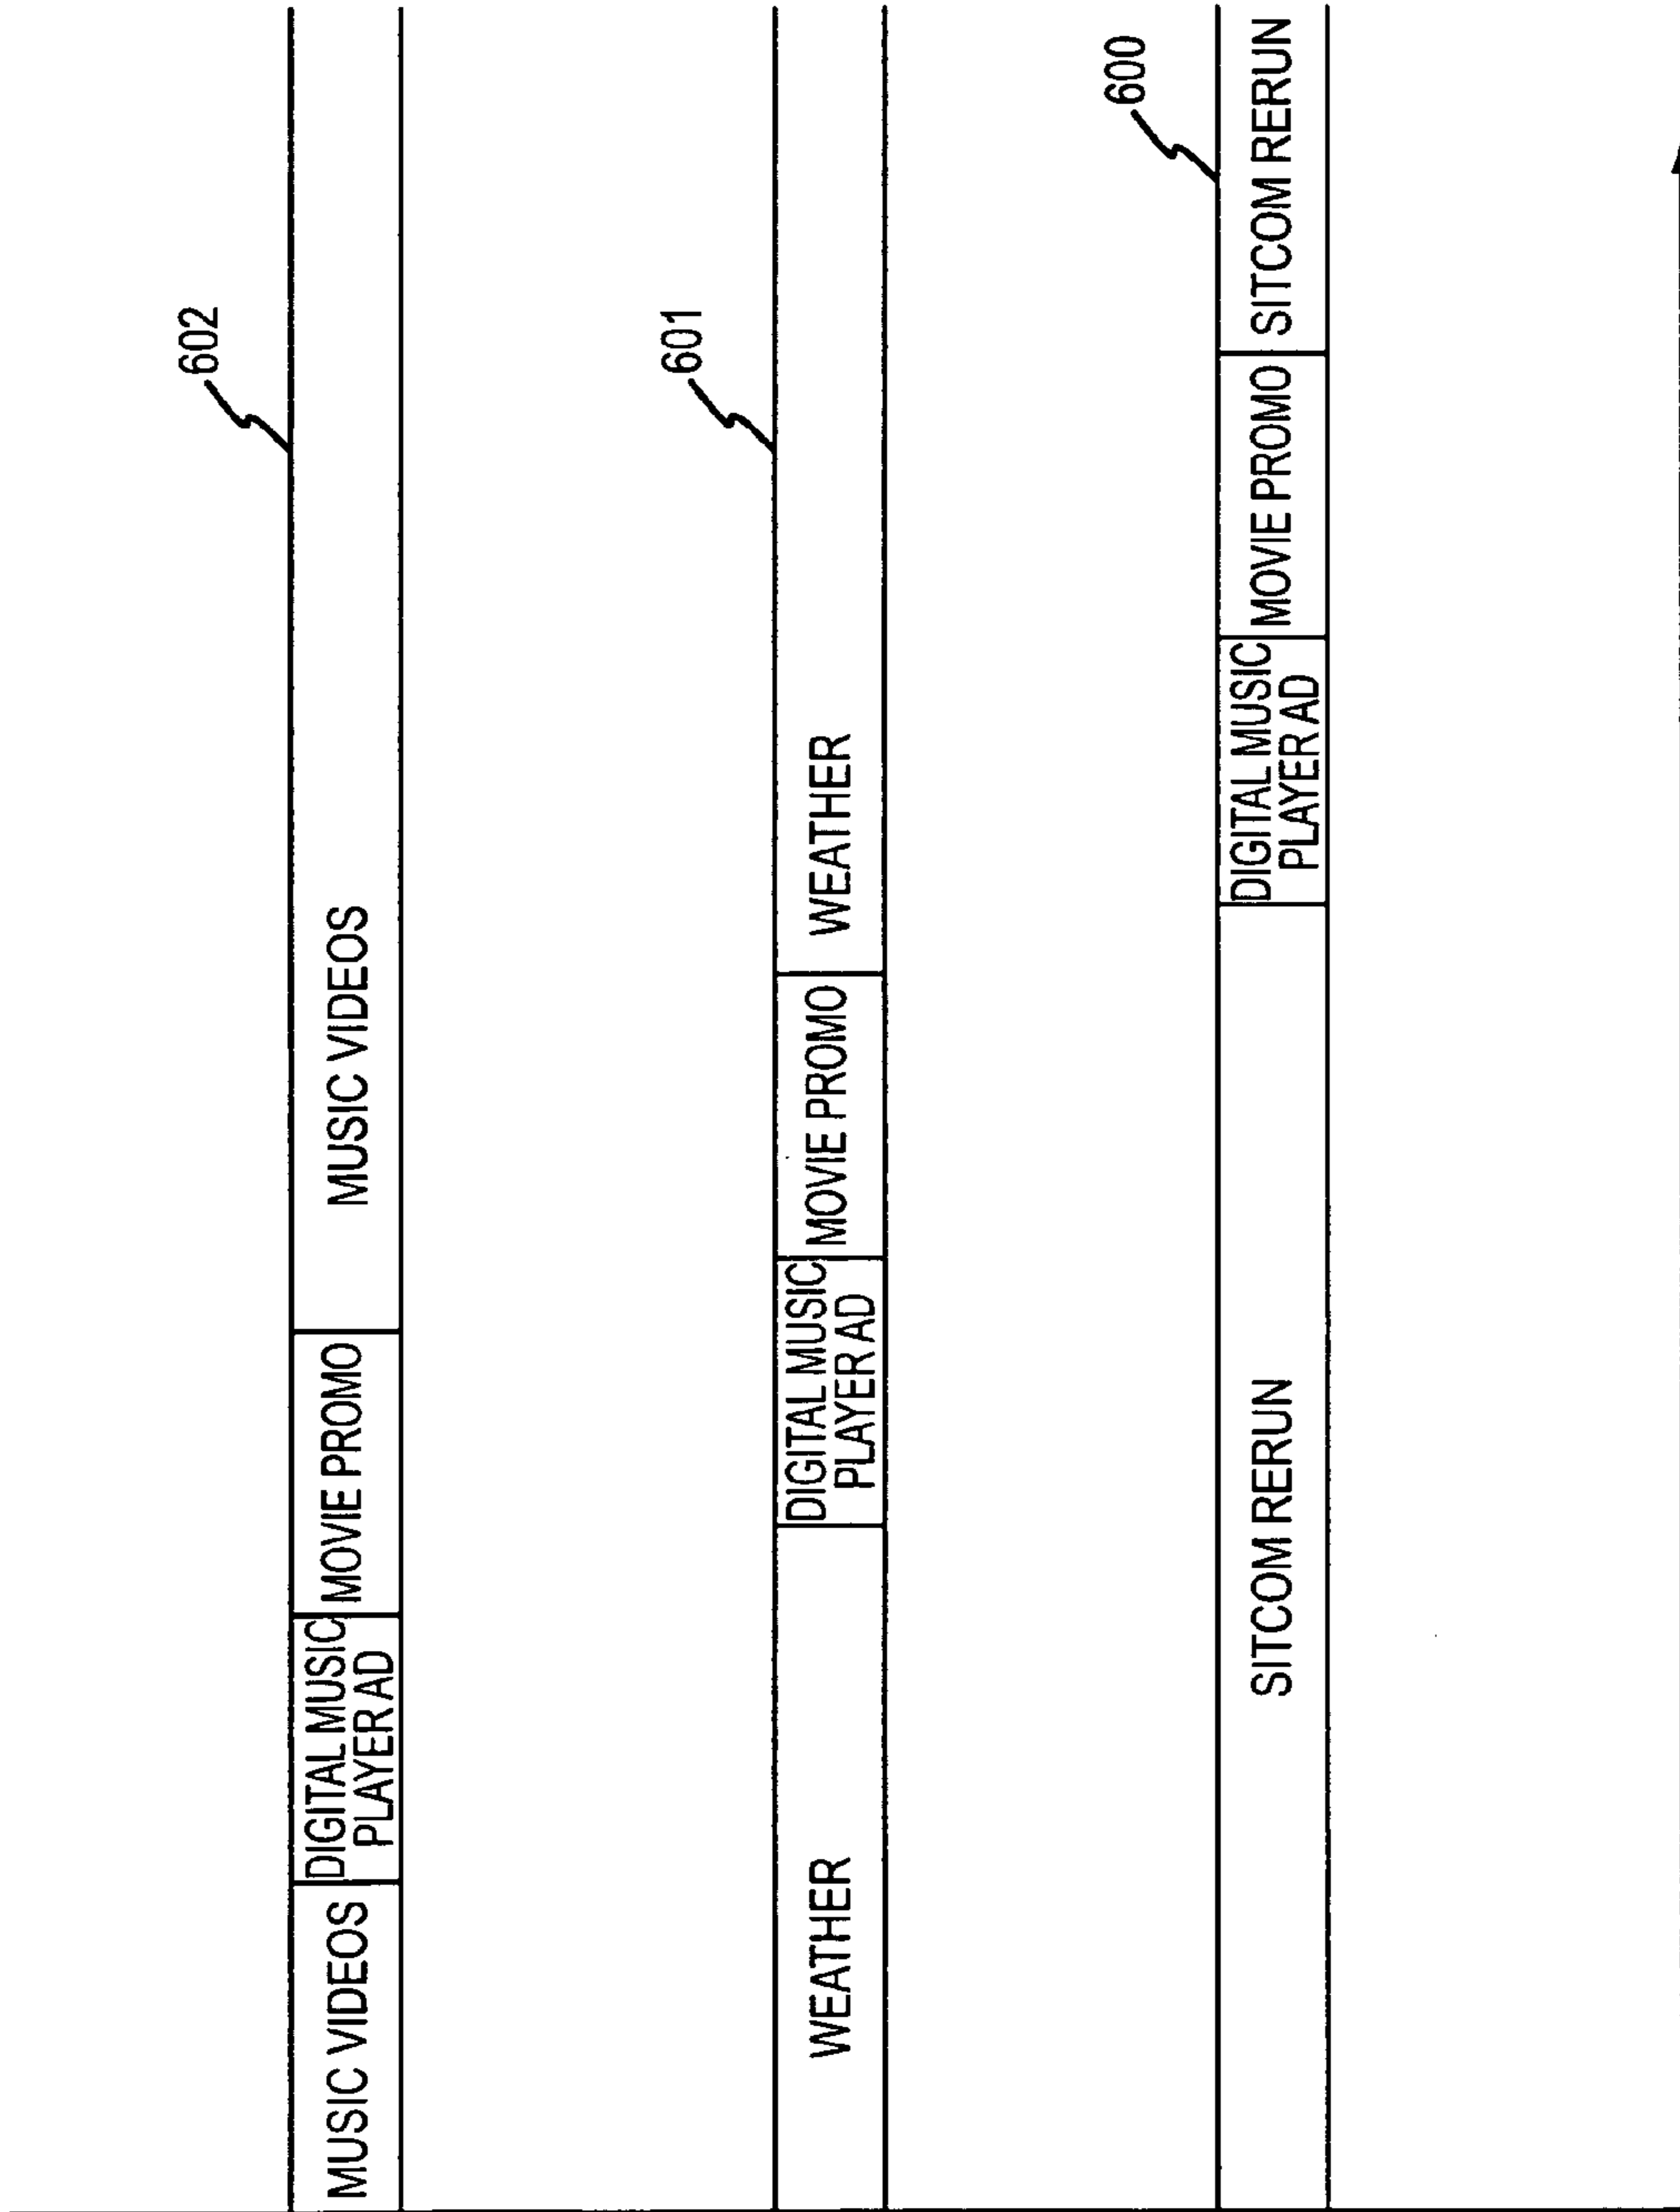 602
MUSIC VIDEOS
DIGITAL MUSIC
PLAYER AD
MOVIE PROMO
MUSIC VIDEOS
601
WEATHER
DIGITAL MUSIC
PLAYER AD
MOVIE PROMO
WEATHER
600
SITCOM RERUN
DIGITAL MUSIC
PLAYER AD
MOVIE PROMO
SITCOM RERUN